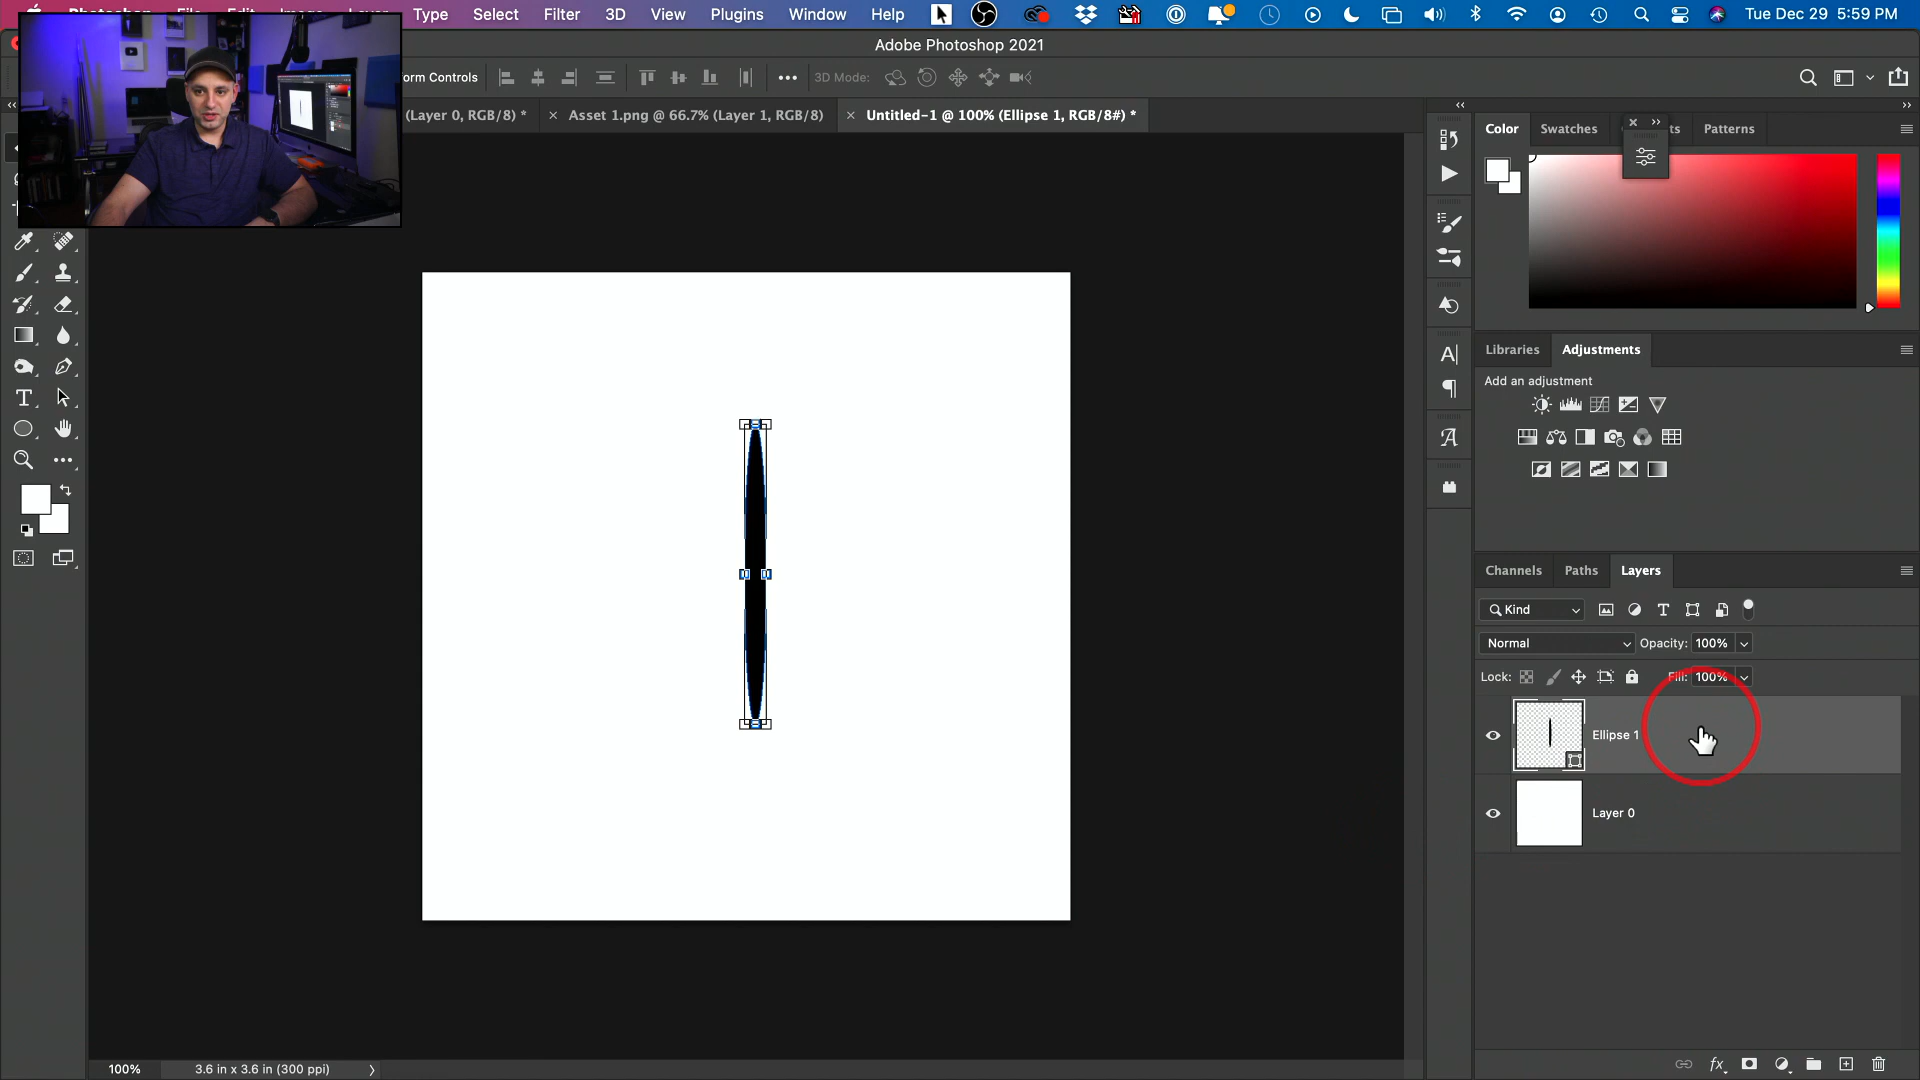 Type Select Filter 3D View Plugins Window Help Tue Dec 29 5:59 PM
Adobe Photoshop 2021
orm Controls 3D Mode:
(Layer 0, RGB/8) * × Asset 1.png @ 66.7% (Layer 1, RGB/8) × Untitled-1 @ 100% (Ellipse 1, RGB/8#) *
Color Swatches Patterns
Libraries Adjustments
Add an adjustment
Channels Paths Layers
Kind
Normal Opacity: 100%
Lock: Fill: 100%
Ellipse 1
Layer 0
100% 3.6 in x 3.6 in (300 ppi)